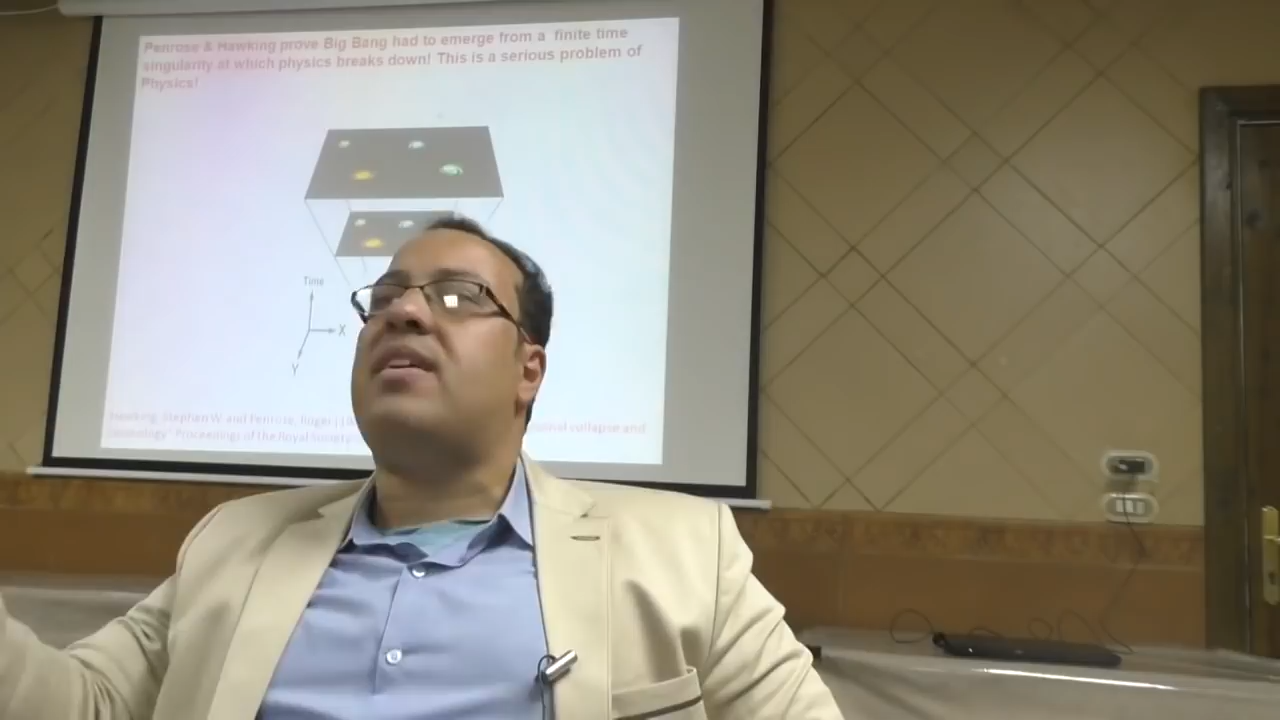 Penrose & Hawking prove Big Bang had to emerge from a finite time
singularity at which physics breaks down! This is a serious problem of
Physics!
Time
X
Y
Hawking, Stephen W. and Penrose, Roger (19 collapse and
Proceedings of the Royal Society